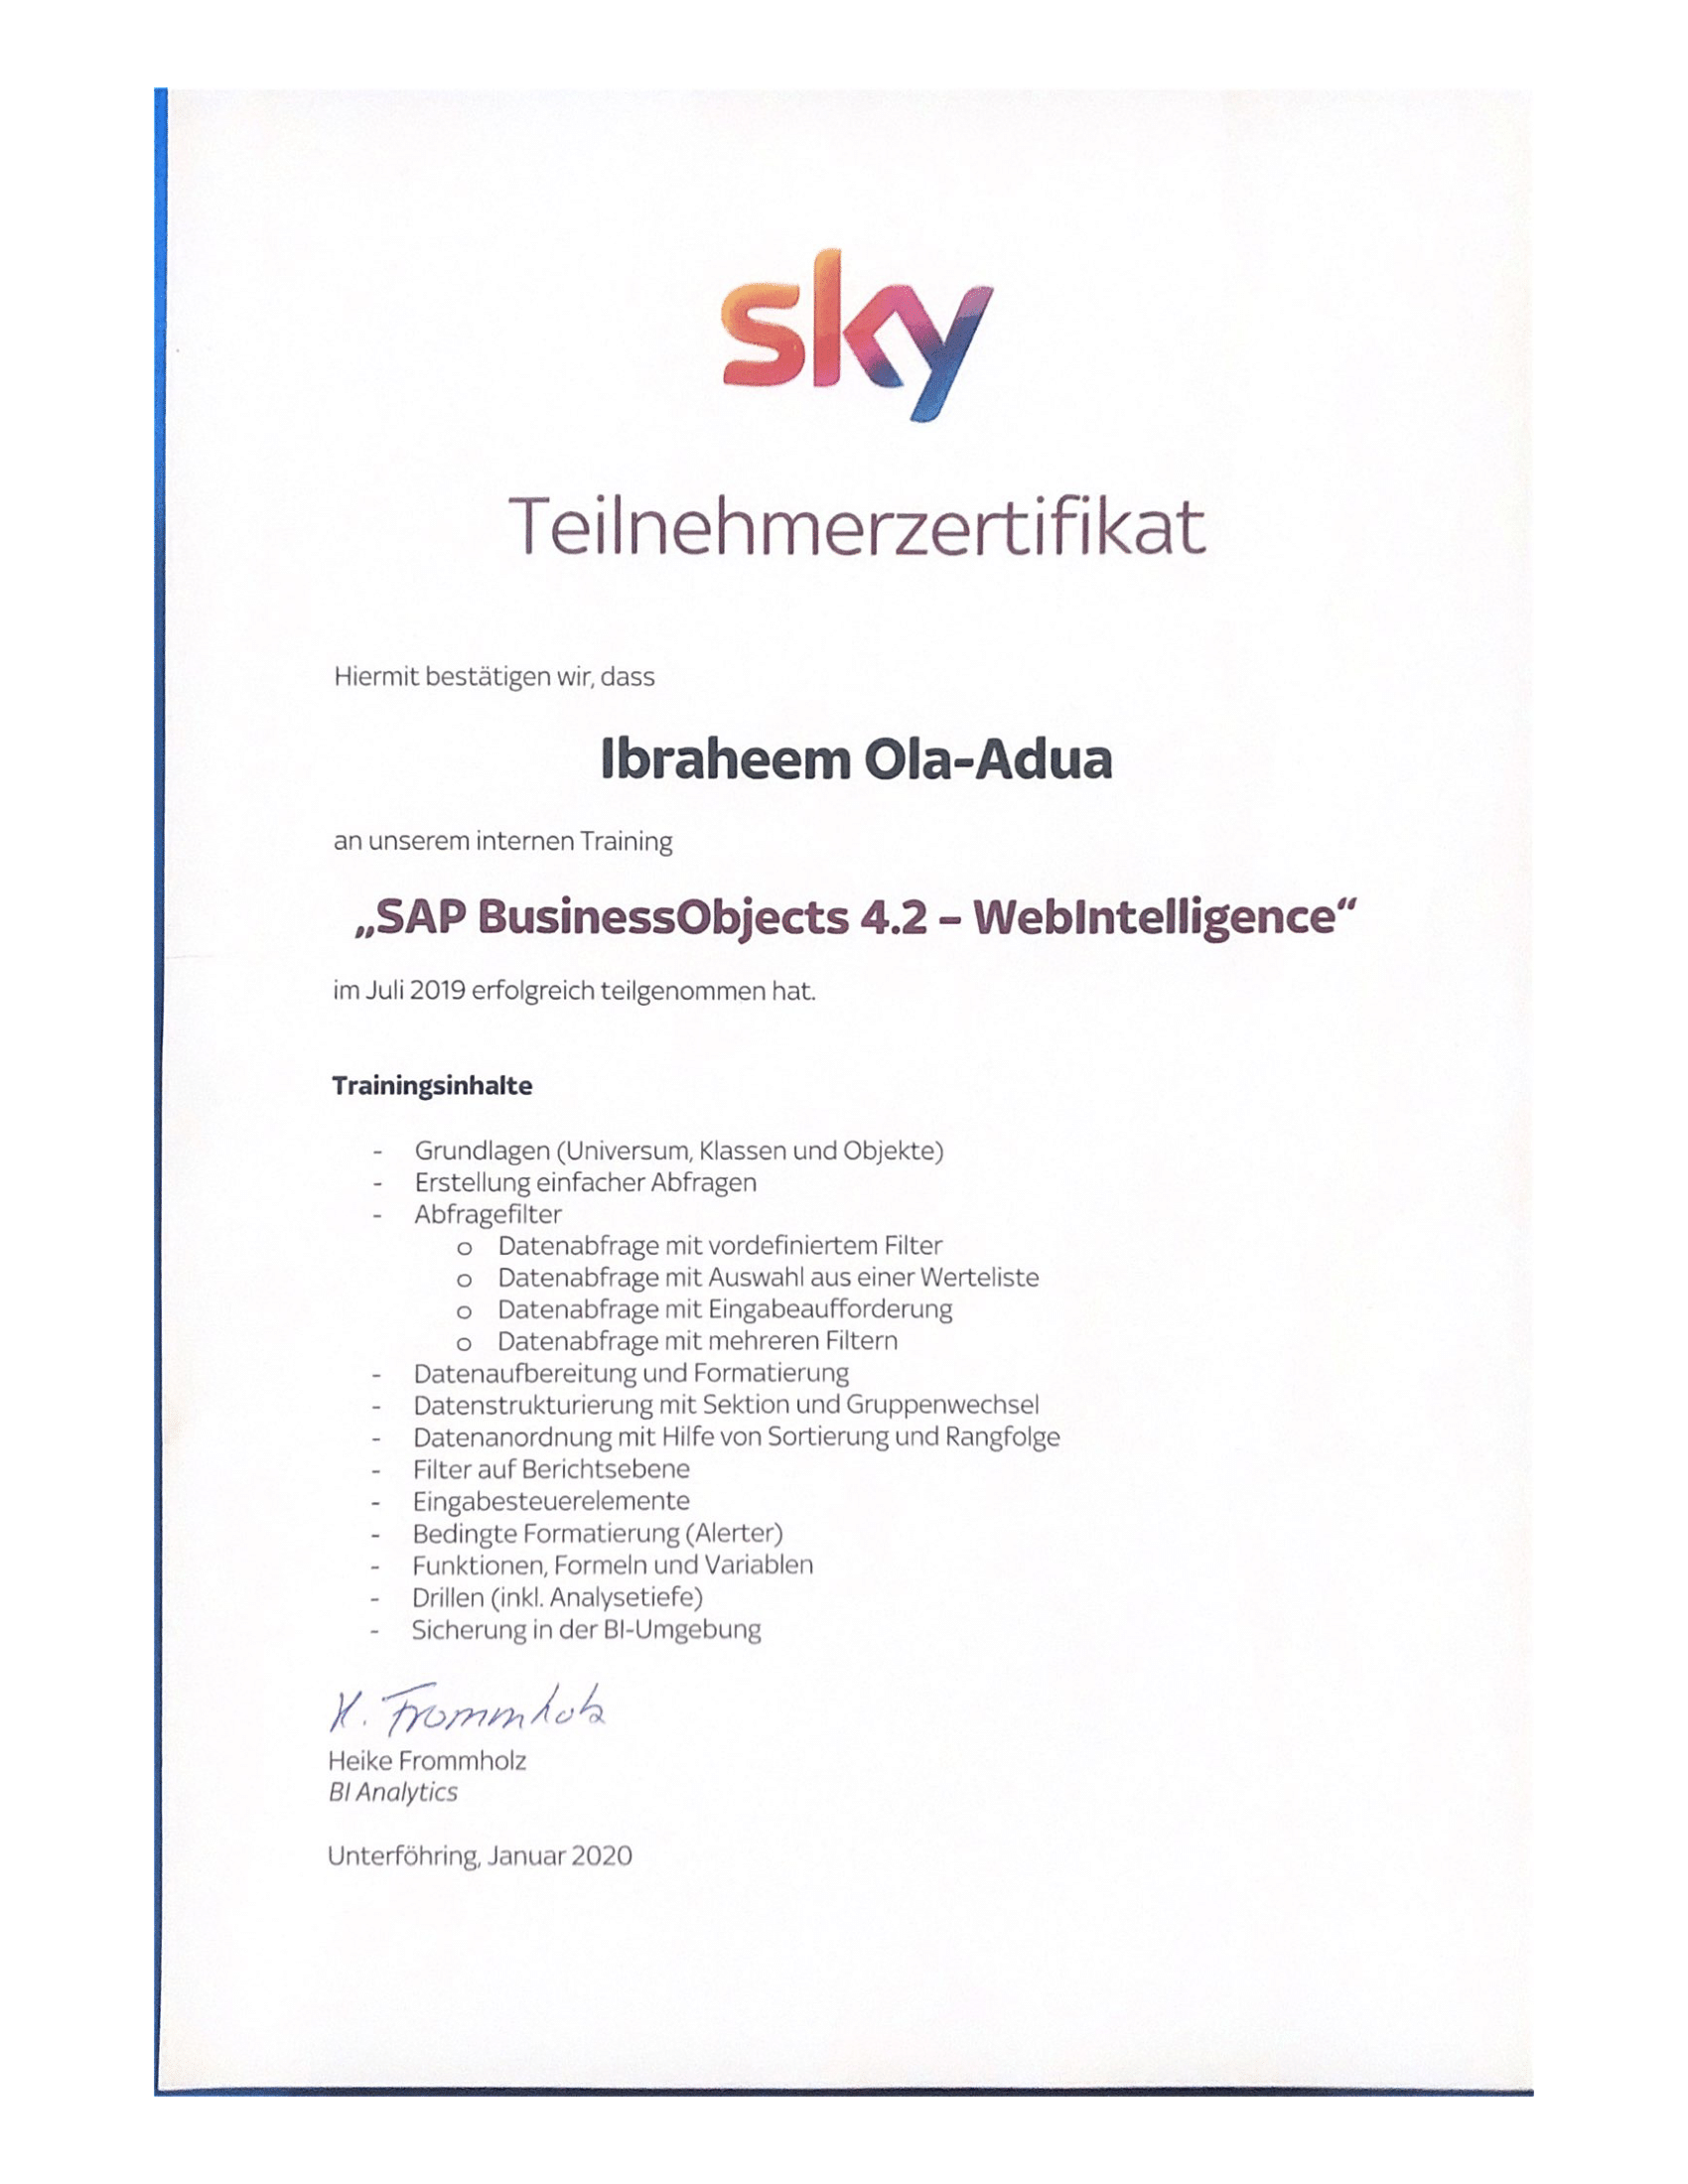 sky
Teilnehmerzertifikat
Hiermit bestätigen wir, dass
Ibraheem Ola-Adua
an unserem internen Training
„SAP BusinessObjects 4.2 – WebIntelligence“
im Juli 2019 erfolgreich teilgenommen hat.
Trainingsinhalte
- Grundlagen (Universum, Klassen und Objekte)
- Erstellung einfacher Abfragen
- Abfragefilter
o Datenabfrage mit vordefiniertem Filter
o Datenabfrage mit Auswahl aus einer Werteliste
o Datenabfrage mit Eingabeaufforderung
o Datenabfrage mit mehreren Filtern
- Datenaufbereitung und Formatierung
- Datenstrukturierung mit Sektion und Gruppenwechsel
- Datenanordnung mit Hilfe von Sortierung und Rangfolge
- Filter auf Berichtsebene
- Eingabesteuerelemente
- Bedingte Formatierung (Alerter)
- Funktionen, Formeln und Variablen
- Drillen (inkl. Analysetiefe)
- Sicherung in der BI-Umgebung
H. Frommholz
Heike Frommholz
BI Analytics
Unterföhring, Januar 2020